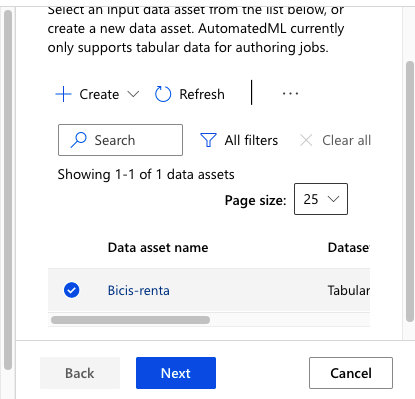 Select an input data asset from the list below, or
create a new data asset. AutomatedML currently
only supports tabular data for authoring jobs.
Create Refresh ...
Search All filters Clear all
Showing 1-1 of 1 data assets
Page size: 25
Data asset name Datase
Bicis-renta Tabular
Back Next Cancel